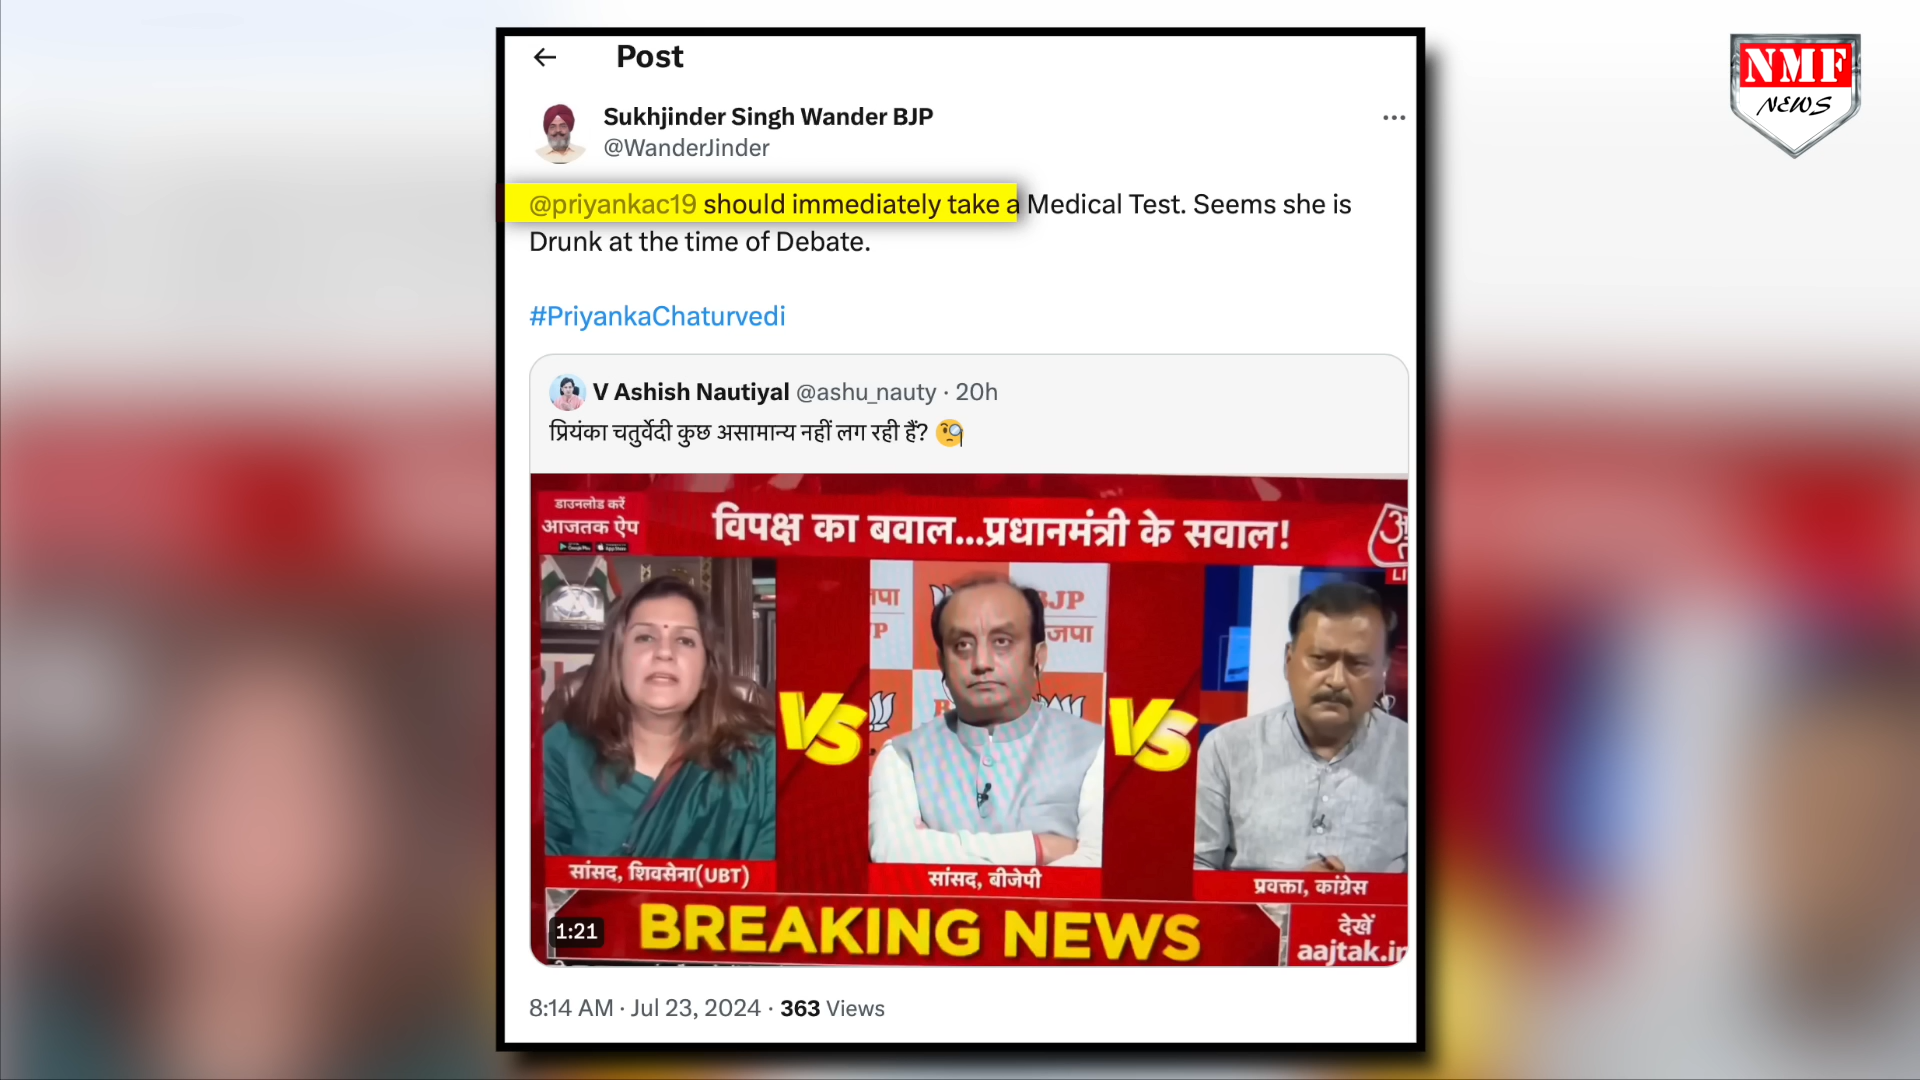 Post
NMF
NEWS
Sukhjinder Singh Wander BJP
@WanderJinder
@priyankac19 should immediately take a Medical Test. Seems she is
Drunk at the time of Debate.
#PriyankaChaturvedi
V Ashish Nautiyal @ashu_nauty · 20h
प्रियंका चतुर्वेदी कुछ असामान्य नहीं लग रही हैं? 🧐
डाउनलोड करें
आजतक ऐप
विपक्ष का बवाल...प्रधानमंत्री के सवाल!
BJP
VS
VS
सांसद, शिवसेना(UBT)
सांसद, बीजेपी
प्रवक्ता, कांग्रेस
1:21
BREAKING NEWS
देखें
aajtak.in
8:14 AM · Jul 23, 2024 · 363 Views